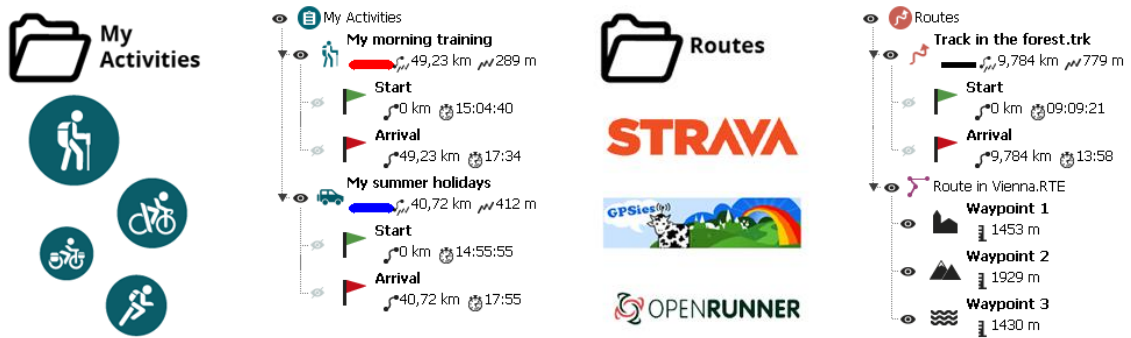 My
Activities
My Activities
My morning training
49,23 km 289 m
Start
0 km 15:04:40
Arrival
49,23 km 17:34
My summer holidays
40,72 km 412 m
Start
0 km 14:55:55
Arrival
40,72 km 17:55
Routes
STRAVA
GPSies
OPENRUNNER
Routes
Track in the forest.trk
9,784 km 779 m
Start
0 km 09:09:21
Arrival
9,784 km 13:58
Route in Vienna.RTE
Waypoint 1
1453 m
Waypoint 2
1929 m
Waypoint 3
1430 m